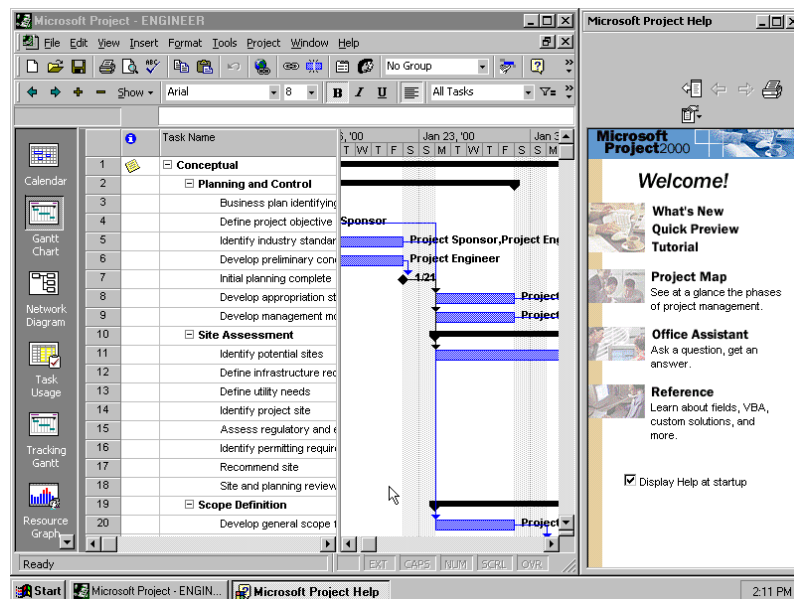 Microsoft Project - ENGINEER
File Edit View Insert Format Tools Project Window Help
No Group
Show Arial 8 B I U All Tasks
Task Name
, '00 Jan 23, '00 Jan 3
T W T F S S M T W T F S S M
1 Conceptual
2 Planning and Control
3 Business plan identifying
4 Define project objective Sponsor
5 Identify industry standar Project Sponsor,Project Eng
6 Develop preliminary con Project Engineer
7 Initial planning complete 1/21
8 Develop appropriation st Project
9 Develop management mo Project
10 Site Assessment
11 Identify potential sites
12 Define infrastructure req
13 Define utility needs
14 Identify project site
15 Assess regulatory and e
16 Identify permitting require
17 Recommend site
18 Site and planning review
19 Scope Definition
20 Develop general scope Project
Calendar
Gantt
Chart
Network
Diagram
Task
Usage
Tracking
Gantt
Resource
Graph
Ready EXT CAPS NUM SCRL OVR
Microsoft Project Help
Microsoft
Project2000
Welcome!
What's New
Quick Preview
Tutorial
Project Map
See at a glance the phases
of project management.
Office Assistant
Ask a question, get an
answer.
Reference
Learn about fields, VBA,
custom solutions, and
more.
Display Help at startup
Start Microsoft Project - ENGIN... Microsoft Project Help 2:11 PM